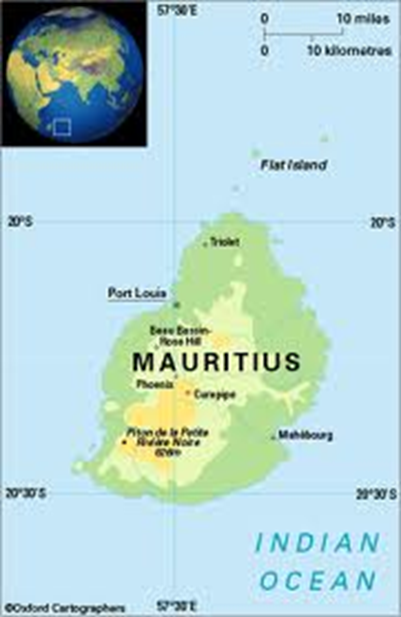 57°30'E
0 10 miles
0 10 kilometres
Flat Island
20°S 20°S
Triolet
Port Louis
Beau Bassin-
Rose Hill
MAURITIUS
Phoenix
Curepipe
Piton de la Petite
Rivière Noire
828m
Mahébourg
20°30'S 20°30'S
INDIAN
OCEAN
©Oxford Cartographers
57°30'E